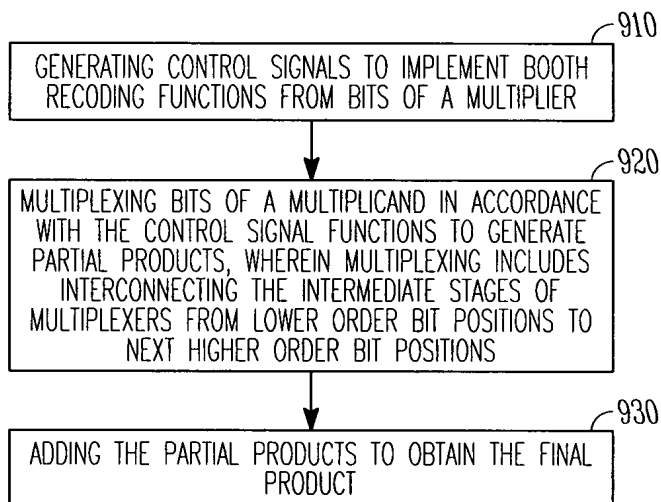 910
GENERATING CONTROL SIGNALS TO IMPLEMENT BOOTH
RECODING FUNCTIONS FROM BITS OF A MULTIPLIER
920
MULTIPLEXING BITS OF A MULTIPLICAND IN ACCORDANCE
WITH THE CONTROL SIGNAL FUNCTIONS TO GENERATE
PARTIAL PRODUCTS, WHEREIN MULTIPLEXING INCLUDES
INTERCONNECTING THE INTERMEDIATE STAGES OF
MULTIPLEXERS FROM LOWER ORDER BIT POSITIONS TO
NEXT HIGHER ORDER BIT POSITIONS
930
ADDING THE PARTIAL PRODUCTS TO OBTAIN THE FINAL
PRODUCT